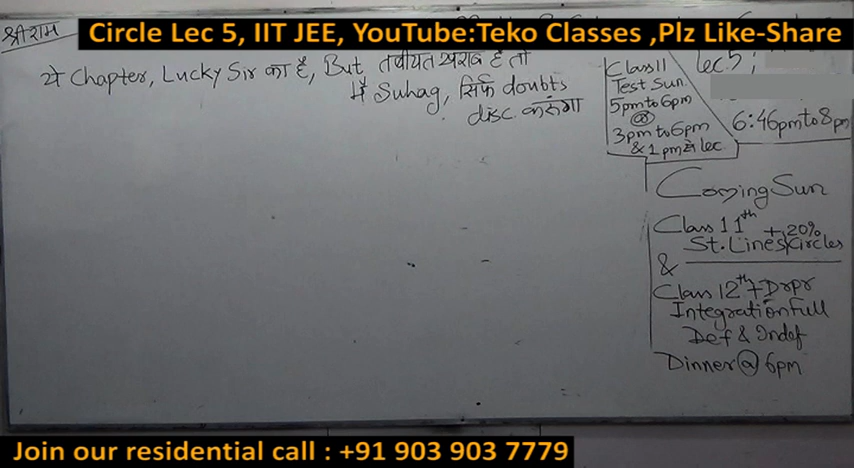 Circle Lec 5, IIT JEE, YouTube:Teko Classes ,Plz Like-Share
श्रीराम
ये Chapter, Lucky Sir का है, But तबीयत खराब है तो
मैं Suhag, सिर्फ doubts
disc. करूंगा
Class 11
Test Sun.
5pm to 6pm
@
3pm to 6pm
& 1pm से lec
Lec 5;
6:46pm to 8pm
Coming Sun
Class 11th +20%
St. Lines/Circles
&
Class 12th + Drpr
Integration Full
Def & Indef
Dinner @ 6pm
Join our residential call : +91 903 903 7779